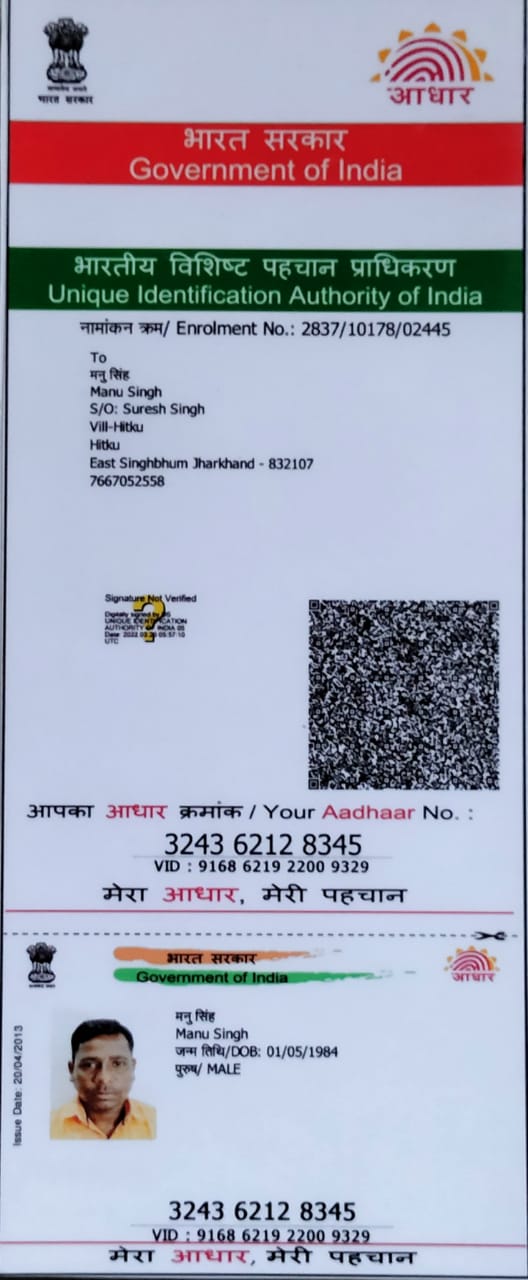 भारत सरकार
आधार
भारत सरकार
Government of India
भारतीय विशिष्ट पहचान प्राधिकरण
Unique Identification Authority of India
नामांकन क्रम/ Enrolment No.: 2837/10178/02445
To
मनु सिंह
Manu Singh
S/O: Suresh Singh
Vill-Hitku
Hitku
East Singhbhum Jharkhand - 832107
7667052558
Signature Not Verified
Digitally signed by DS
UNIQUE IDENTIFICATION
AUTHORITY OF INDIA 05
Date: 2022 05:57:10
UTC
आपका आधार क्रमांक / Your Aadhaar No. :
3243 6212 8345
VID : 9168 6219 2200 9329
मेरा आधार, मेरी पहचान
भारत सरकार
Government of India
आधार
Issue Date: 20/04/2013
मनु सिंह
Manu Singh
जन्म तिथि/DOB: 01/05/1984
पुरुष/ MALE
3243 6212 8345
VID : 9168 6219 2200 9329
मेरा आधार, मेरी पहचान